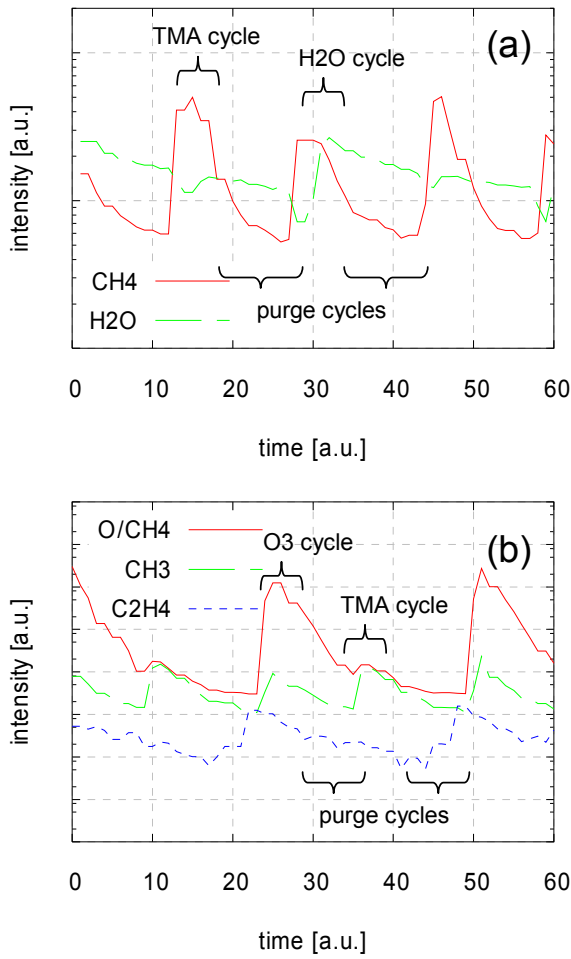 (a)
TMA cycle
H2O cycle
intensity [a.u.]
CH4
H2O
purge cycles
0 10 20 30 40 50 60
time [a.u.]
(b)
O/CH4
O3 cycle
CH3
TMA cycle
C2H4
intensity [a.u.]
purge cycles
0 10 20 30 40 50 60
time [a.u.]